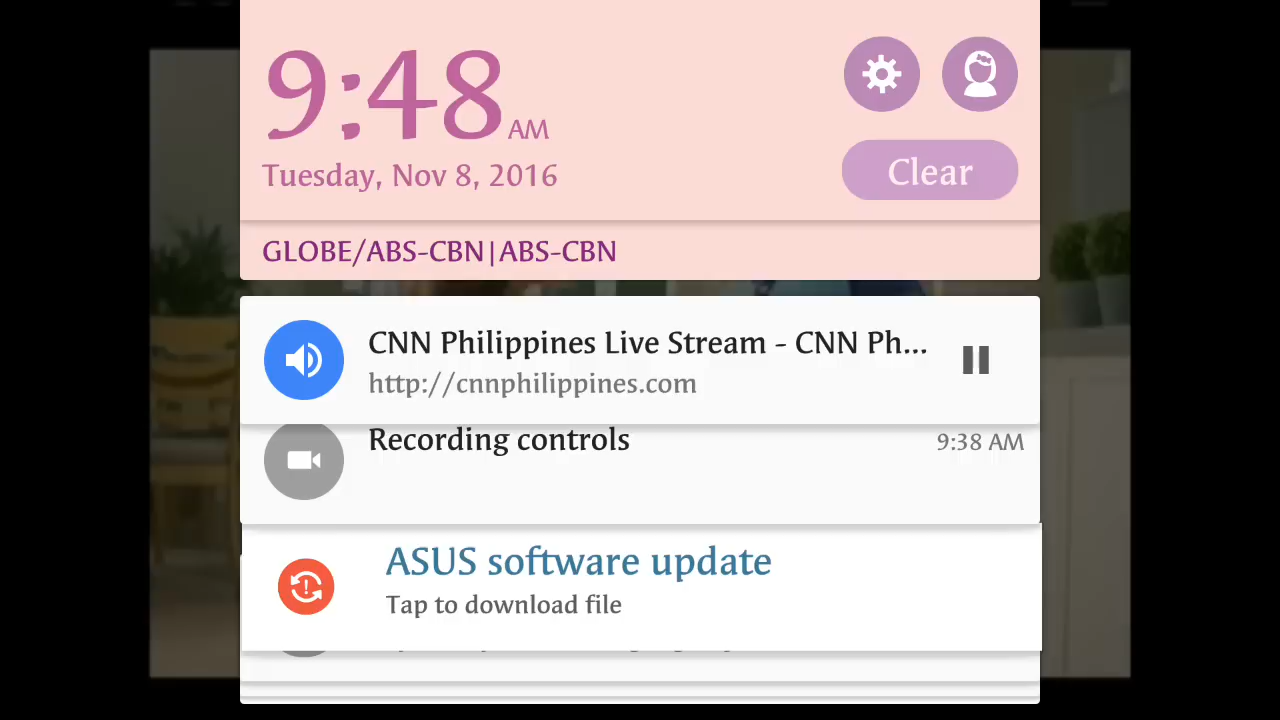 9:48 AM
Tuesday, Nov 8, 2016
Clear
GLOBE/ABS-CBN|ABS-CBN
CNN Philippines Live Stream - CNN Ph...
http://cnnphilippines.com
Recording controls
9:38 AM
ASUS software update
Tap to download file